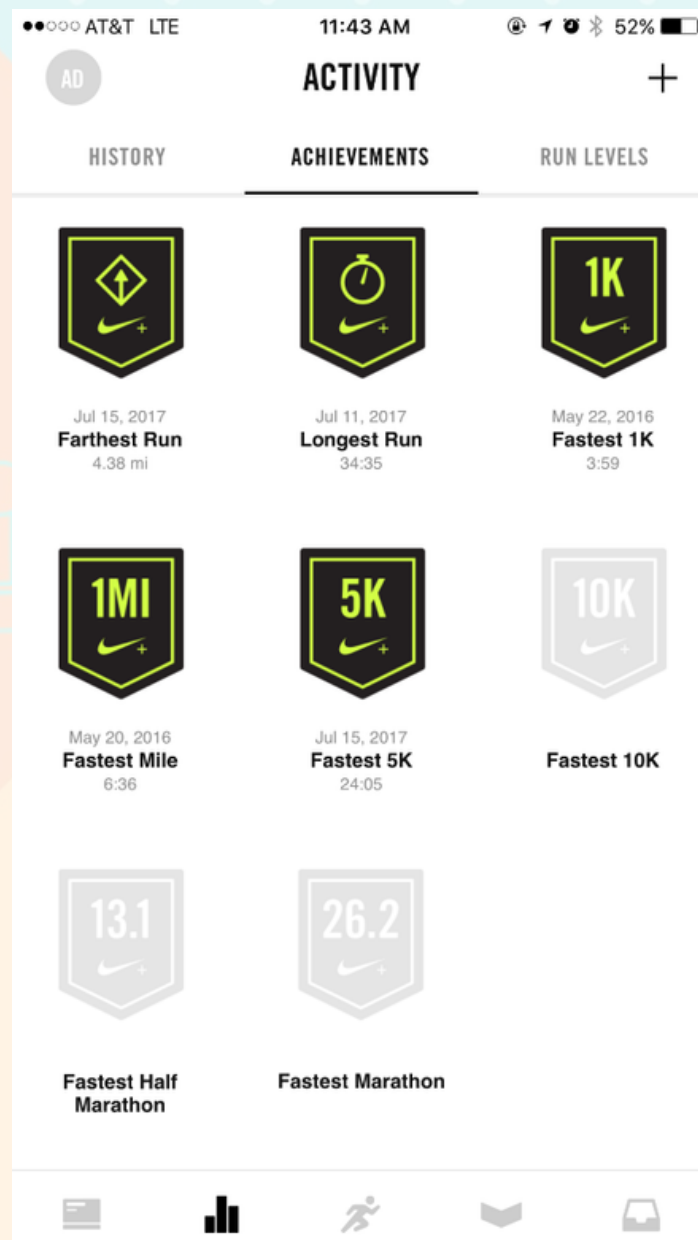 AT&T LTE 11:43 AM 52%
AD ACTIVITY +
HISTORY ACHIEVEMENTS RUN LEVELS
1K
+ + +
Jul 15, 2017 Jul 11, 2017 May 22, 2016
Farthest Run Longest Run Fastest 1K
4.38 mi 34:35 3:59
1MI 5K 10K
+ + +
May 20, 2016 Jul 15, 2017
Fastest Mile Fastest 5K Fastest 10K
6:36 24:05
13.1 26.2
+ +
Fastest Half Fastest Marathon
Marathon